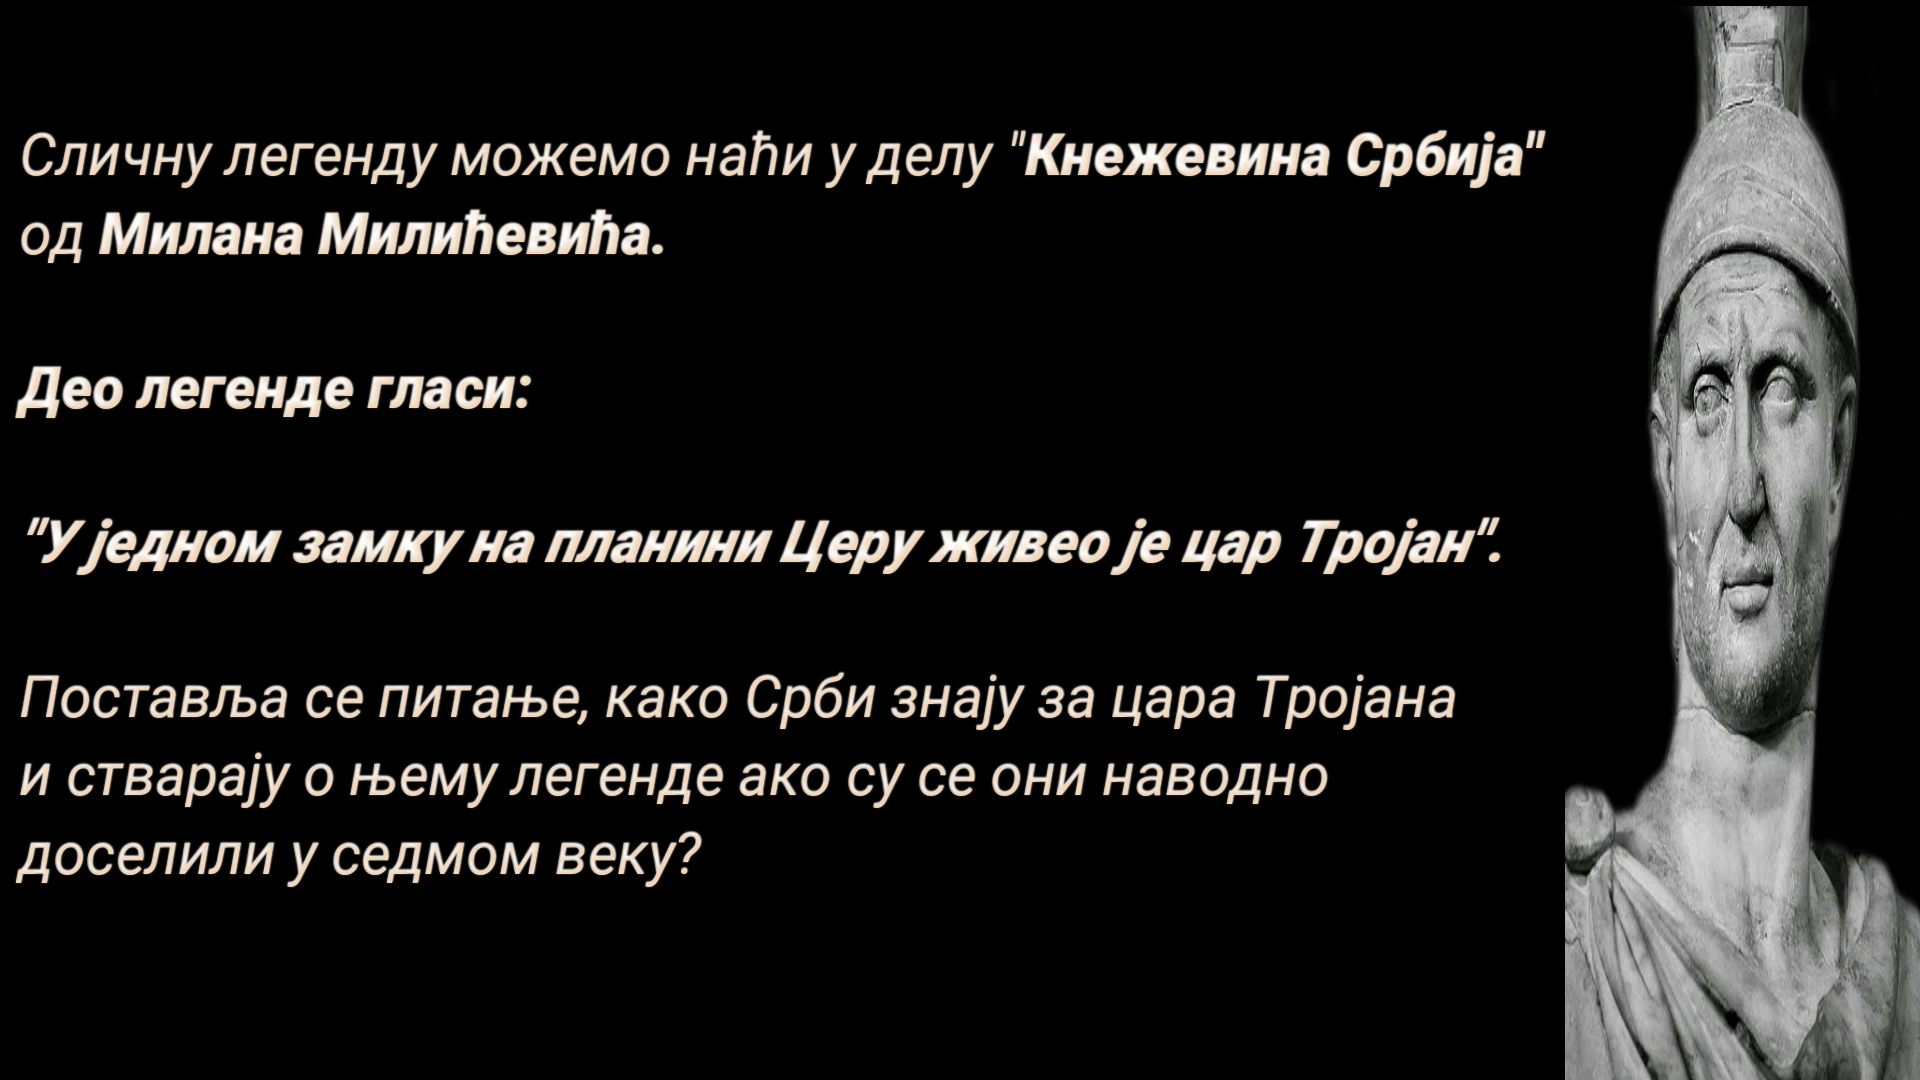 Сличну легенду можемо наћи у делу "Кнежевина Србија"
од Милана Милићевића.
Део легенде гласи:
"У једном замку на планини Церу живео је цар Тројан".
Поставља се питање, како Срби знају за цара Тројана
и стварају о њему легенде ако су се они наводно
доселили у седмом веку?